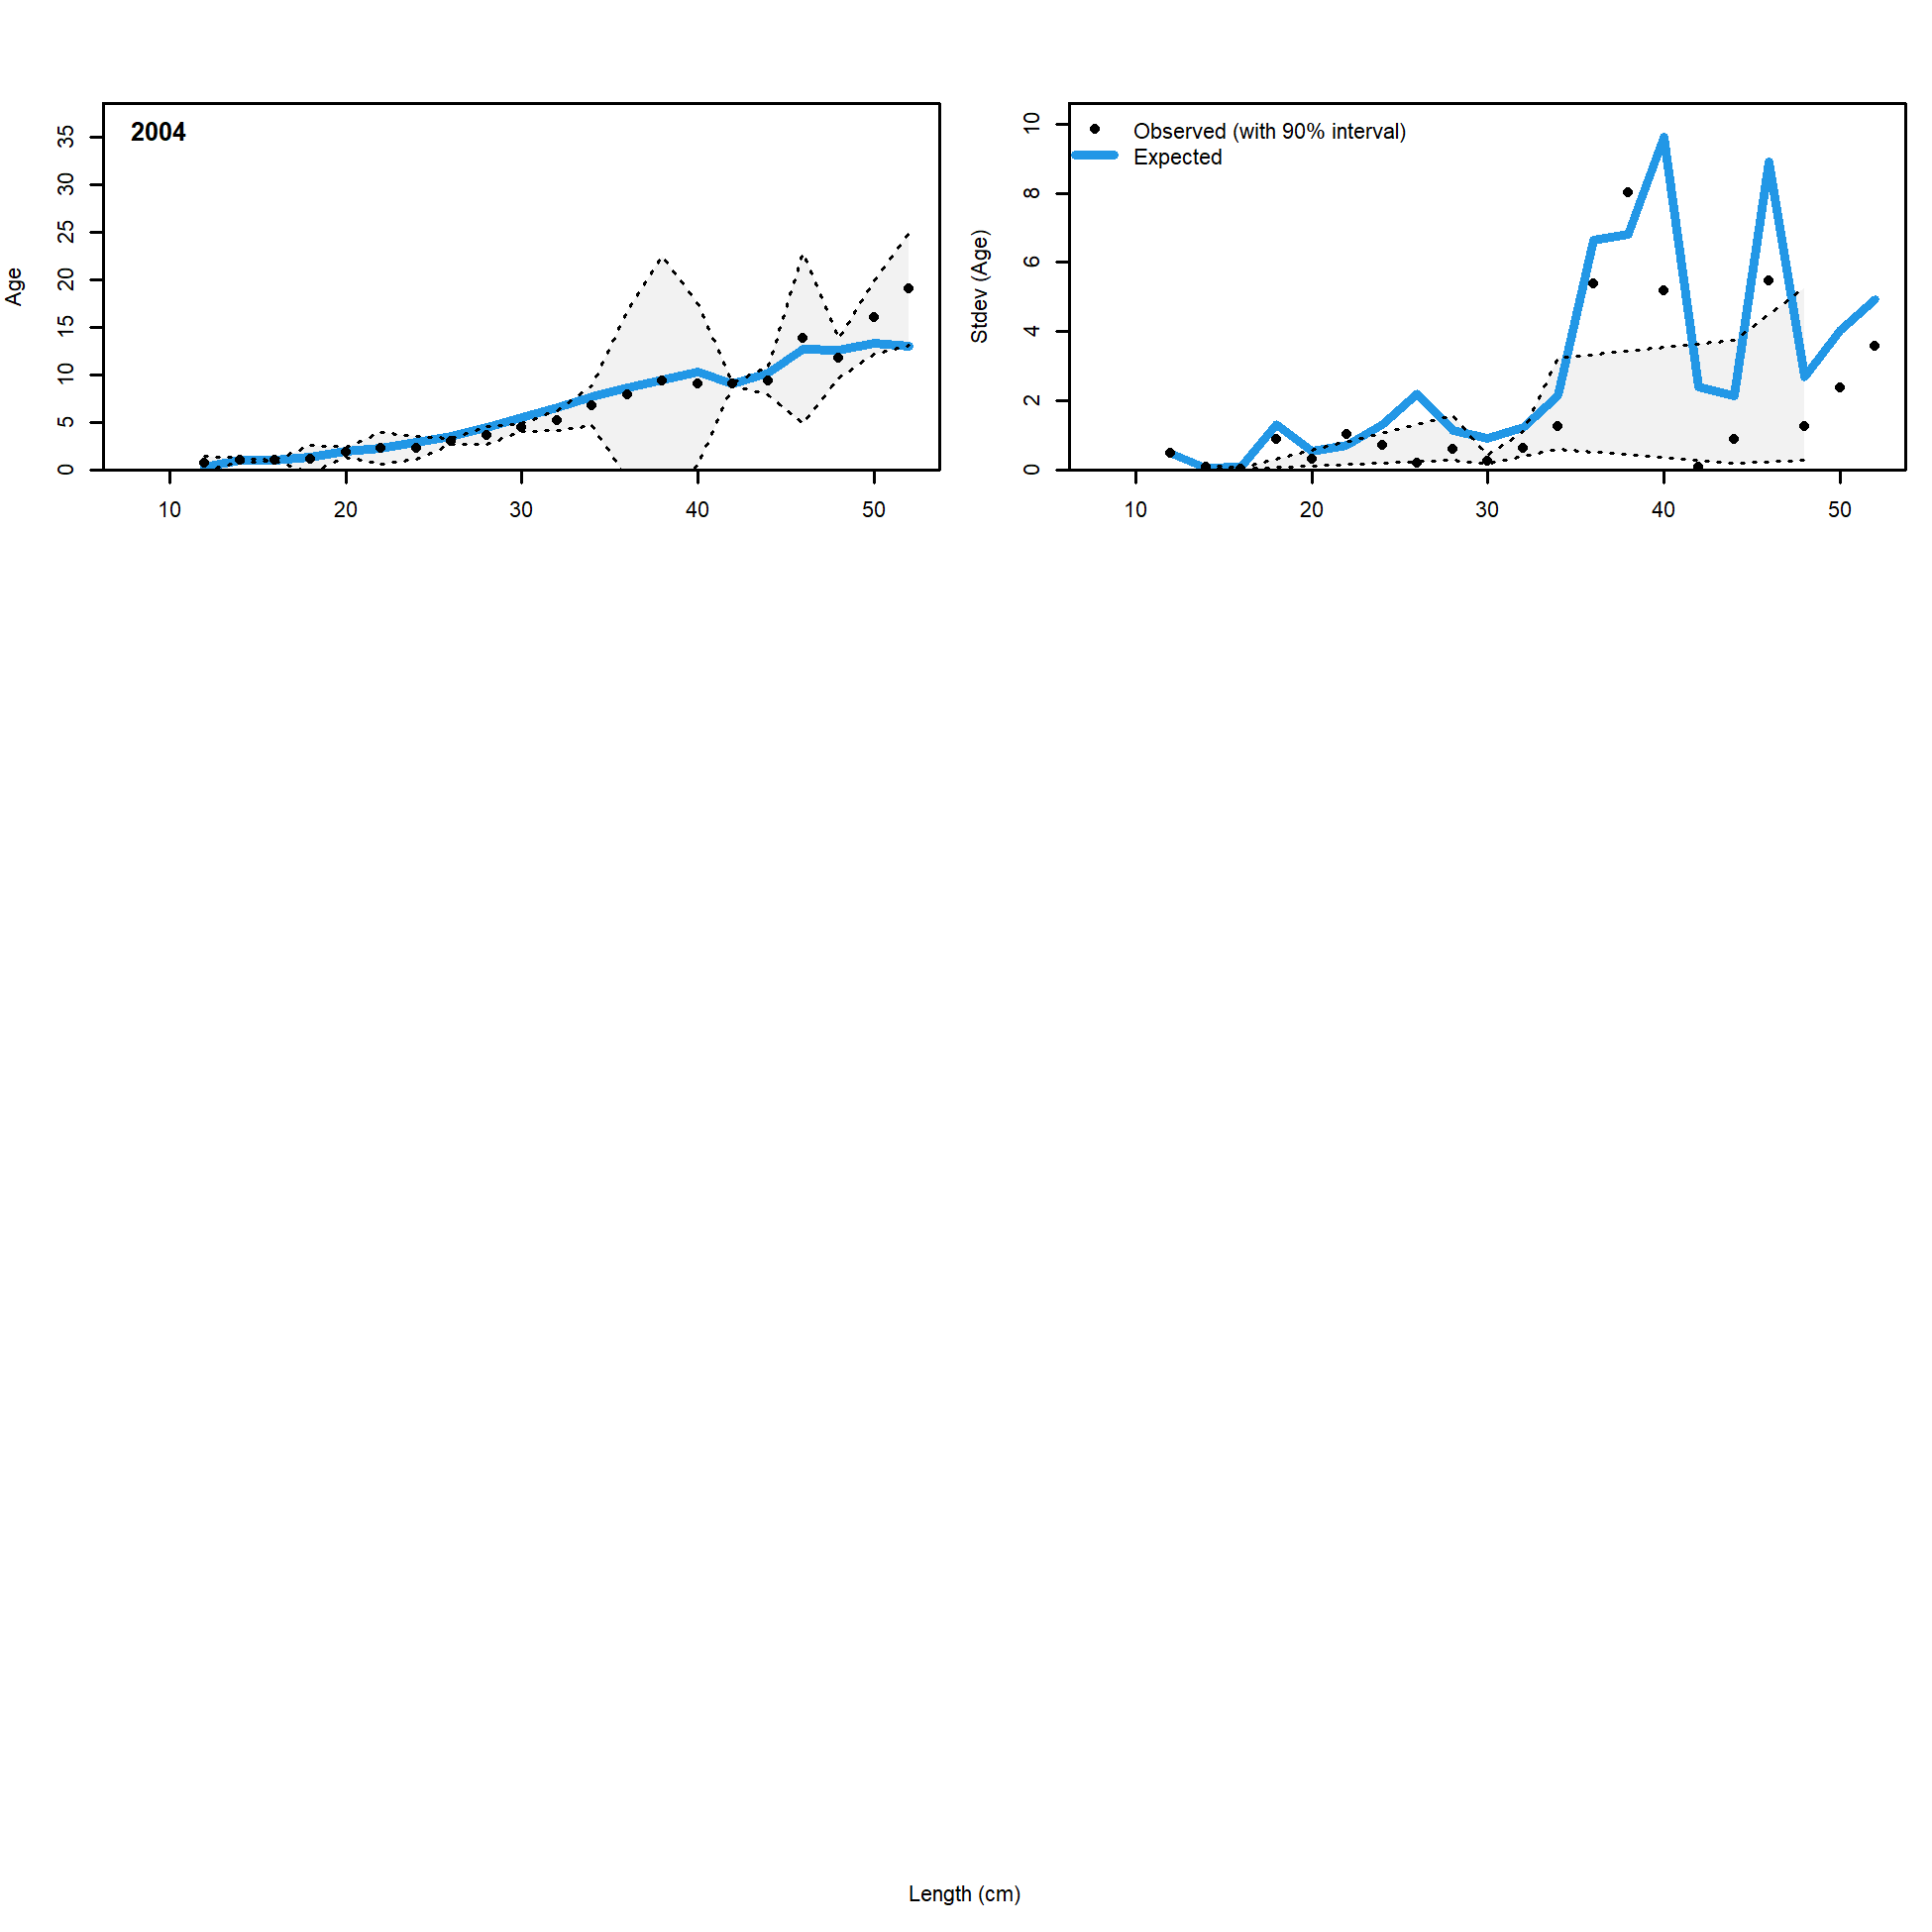 2004
Age
0 5 10 15 20 25 30 35
10 20 30 40 50
Observed (with 90% interval)
Expected
Stdev (Age)
0 2 4 6 8 10
10 20 30 40 50
Length (cm)